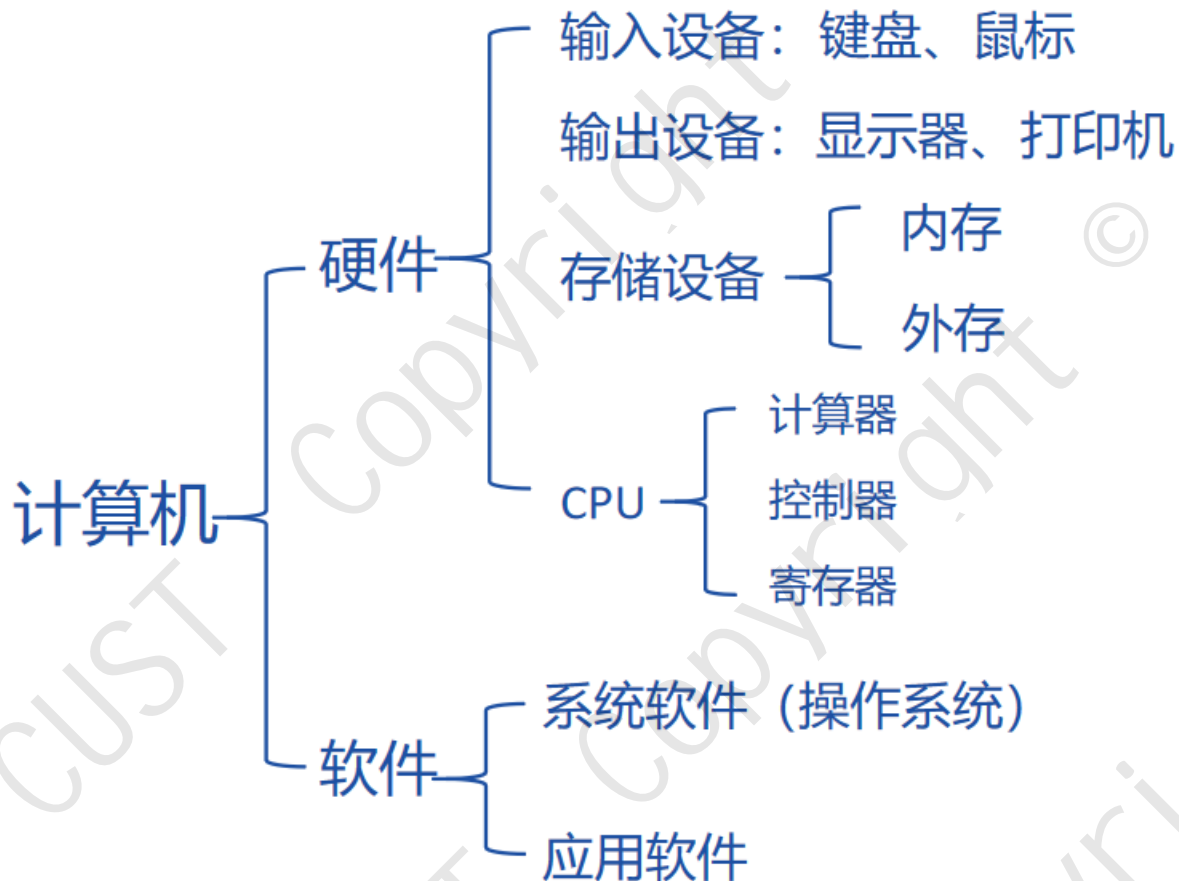 输入设备：键盘、鼠标
输出设备：显示器、打印机
硬件
存储设备
内存
外存
计算机
CPU
计算器
控制器
寄存器
软件
系统软件（操作系统）
应用软件
CUST Copyright ©
Copyright